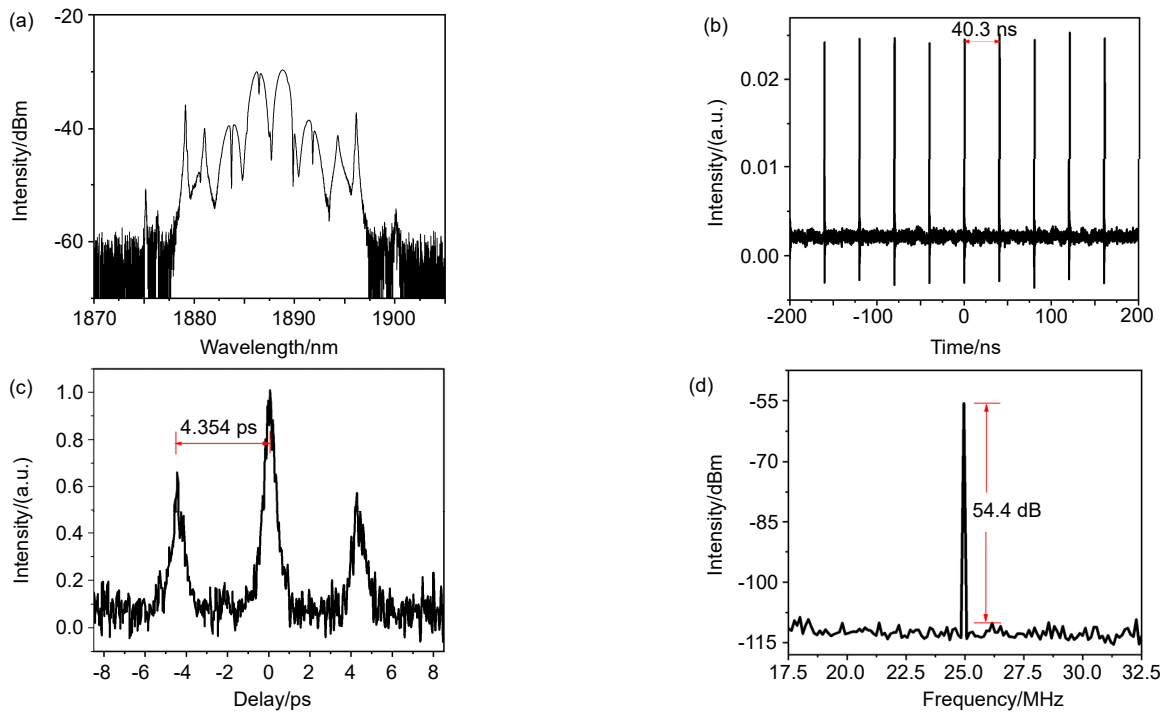 (a)
-20
-40
-60
Intensity/dBm
1870 1880 1890 1900
Wavelength/nm
(b)
40.3 ns
0.02
0.01
0.00
Intensity/(a.u.)
-200 -100 0 100 200
Time/ns
(c)
4.354 ps
1.0
0.8
0.6
0.4
0.2
0.0
Intensity/(a.u.)
-8 -6 -4 -2 0 2 4 6 8
Delay/ps
(d)
54.4 dB
-55
-70
-85
-100
-115
Intensity/dBm
17.5 20.0 22.5 25.0 27.5 30.0 32.5
Frequency/MHz